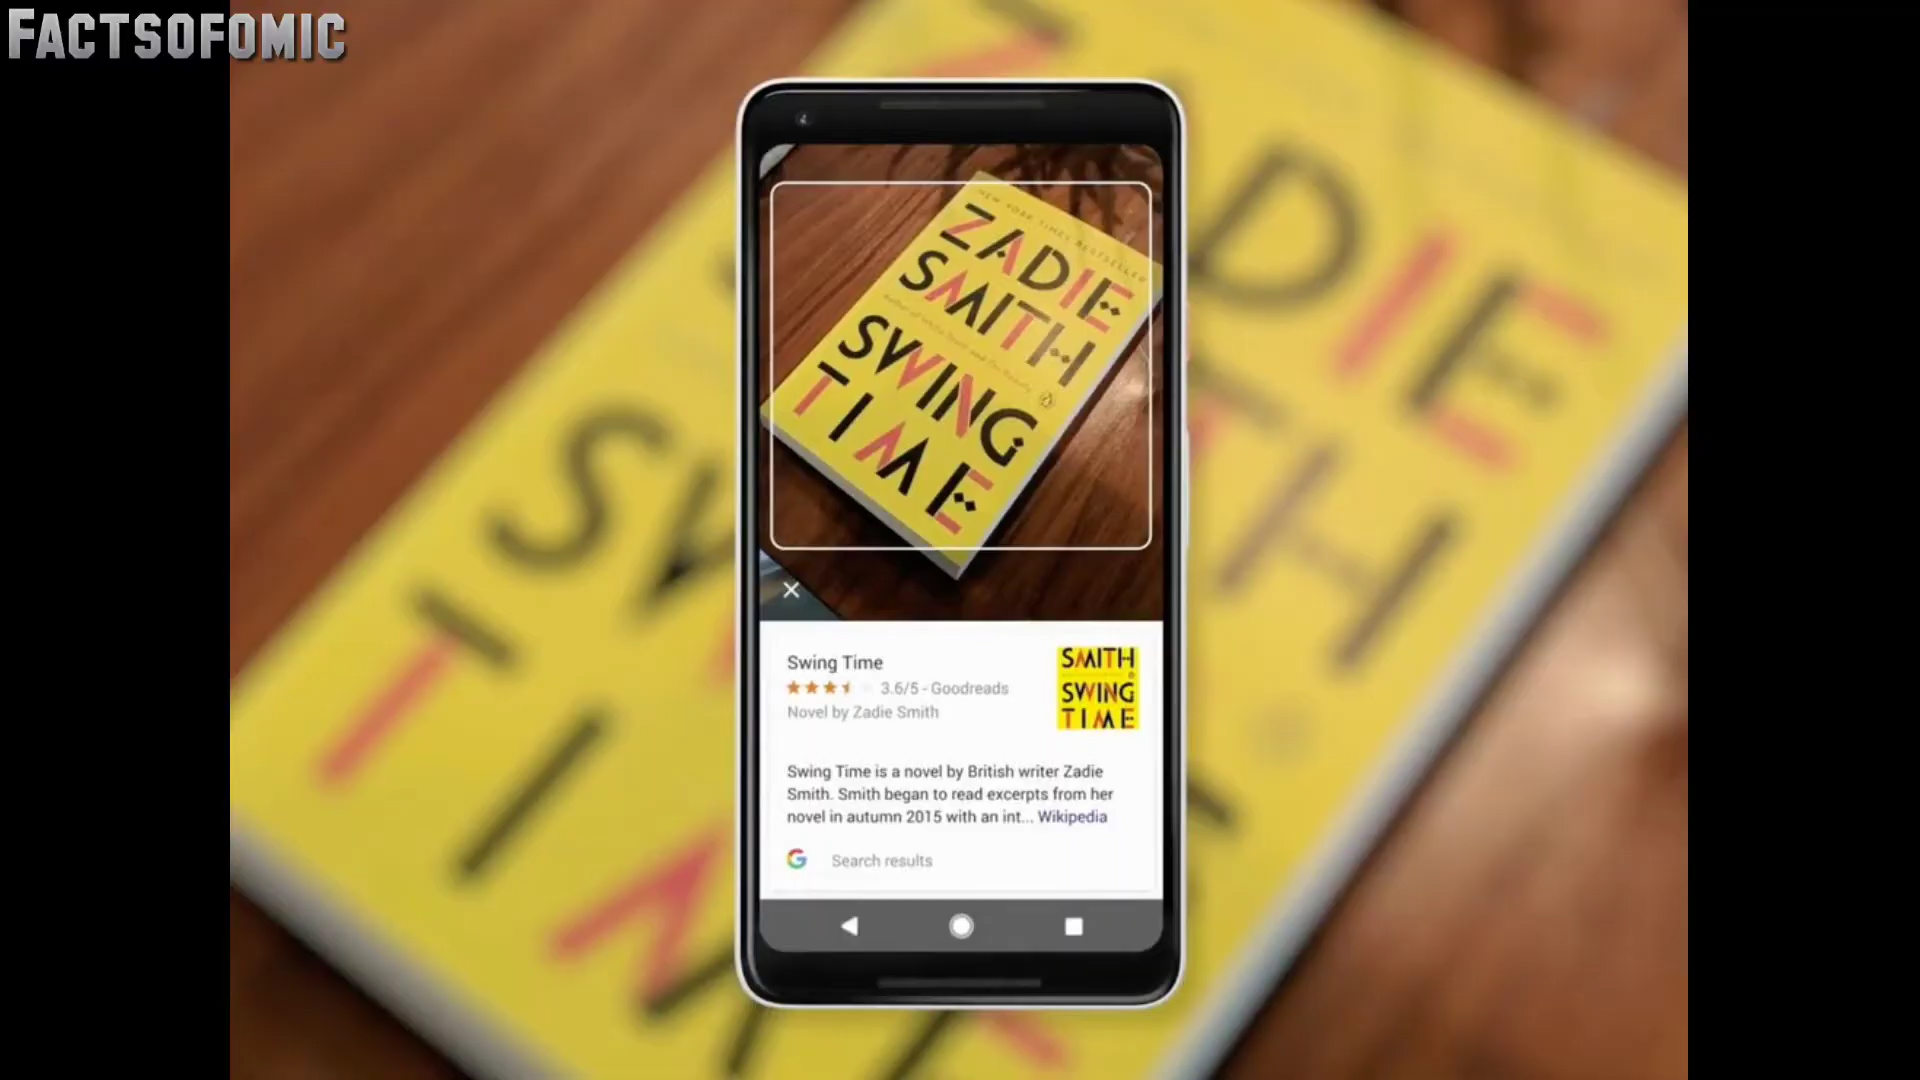 FACTSOFOMIC
NEW YORK TIMES BESTSELLER
ZADIE
SMITH
SWING
TIME
Swing Time
3.6/5 - Goodreads
Novel by Zadie Smith
SMITH
SWING
TIME
Swing Time is a novel by British writer Zadie
Smith. Smith began to read excerpts from her
novel in autumn 2015 with an int... Wikipedia
G
Search results